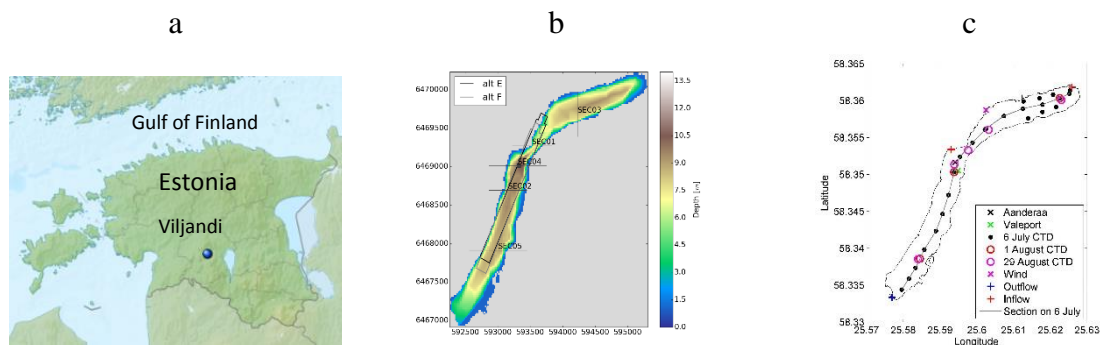 a
b
c
Gulf of Finland
Estonia
Viljandi
alt E
alt F
6470000
6469500
6469000
6468500
6468000
6467500
6467000
592500 593000 593500 594000 594500 595000
SEC03
SEC01
SEC04
SEC02
SEC05
13.5
12.0
10.5
9.0
7.5
6.0
4.5
3.0
1.5
0.0
Depth, [m]
58.365
58.36
58.355
58.35
58.345
58.34
58.335
58.33
Latitude
25.57 25.58 25.59 25.6 25.61 25.62 25.63
Longitude
Aanderaa
Valeport
6 July CTD
1 August CTD
29 August CTD
Wind
Outflow
Inflow
Section on 6 July